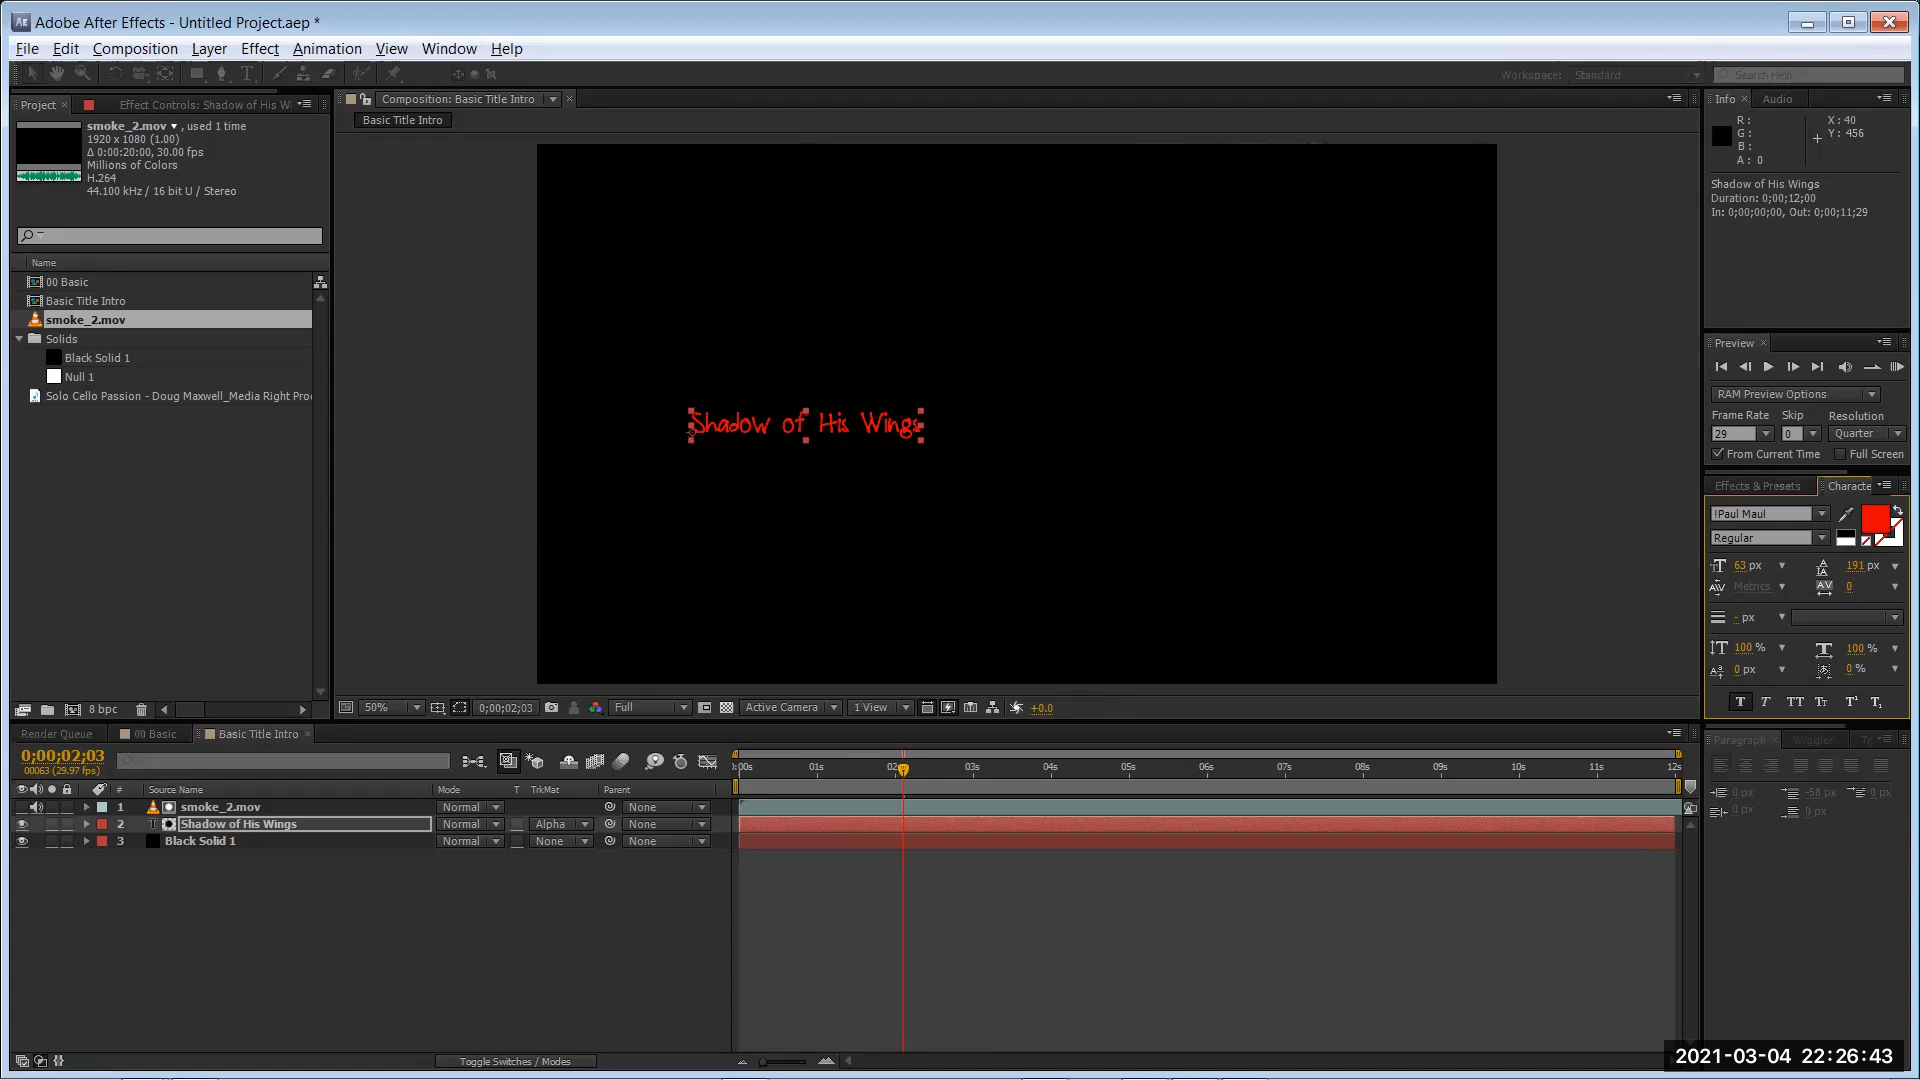 Adobe After Effects - Untitled Project.aep *
File Edit Composition Layer Effect Animation View Window Help
Workspace: Standard Search Help
Project × Effect Controls: Shadow of His W
Composition: Basic Title Intro
Info × Audio
smoke_2.mov ▼, used 1 time
1920 x 1080 (1.00)
Δ 0:00:20:00, 30.00 fps
Millions of Colors
H.264
44.100 kHz / 16 bit U / Stereo
Basic Title Intro
R :
G :
B :
A : 0
X : 40
Y : 456
Shadow of His Wings
Duration: 0;00;12;00
In: 0;00;00;00, Out: 0;00;11;29
Name
00 Basic
Basic Title Intro
smoke_2.mov
Solids
Black Solid 1
Null 1
Solo Cello Passion - Doug Maxwell_Media Right Pro
Shadow of His Wings
Preview ×
RAM Preview Options
Frame Rate Skip Resolution
29 0 Quarter
From Current Time Full Screen
Effects & Presets Characte
!Paul Maul
Regular
63 px 191 px
Metrics 0
- px
100 % 100 %
0 px 0 %
T T TT Tт T¹ T₁
8 bpc
50% 0;00;02;03 Full Active Camera 1 View +0.0
Render Queue 00 Basic Basic Title Intro ×
0;00;02;03
00063 (29.97 fps)
:00s 01s 02 03s 04s 05s 06s 07s 08s 09s 10s 11s 12s
# Source Name Mode T TrkMat Parent
1 smoke_2.mov Normal None
2 Shadow of His Wings Normal Alpha None
3 Black Solid 1 Normal None None
Paragraph × Wiggler
0 px -58 px 0 px
0 px 0 px
Toggle Switches / Modes
2021-03-04 22:26:43